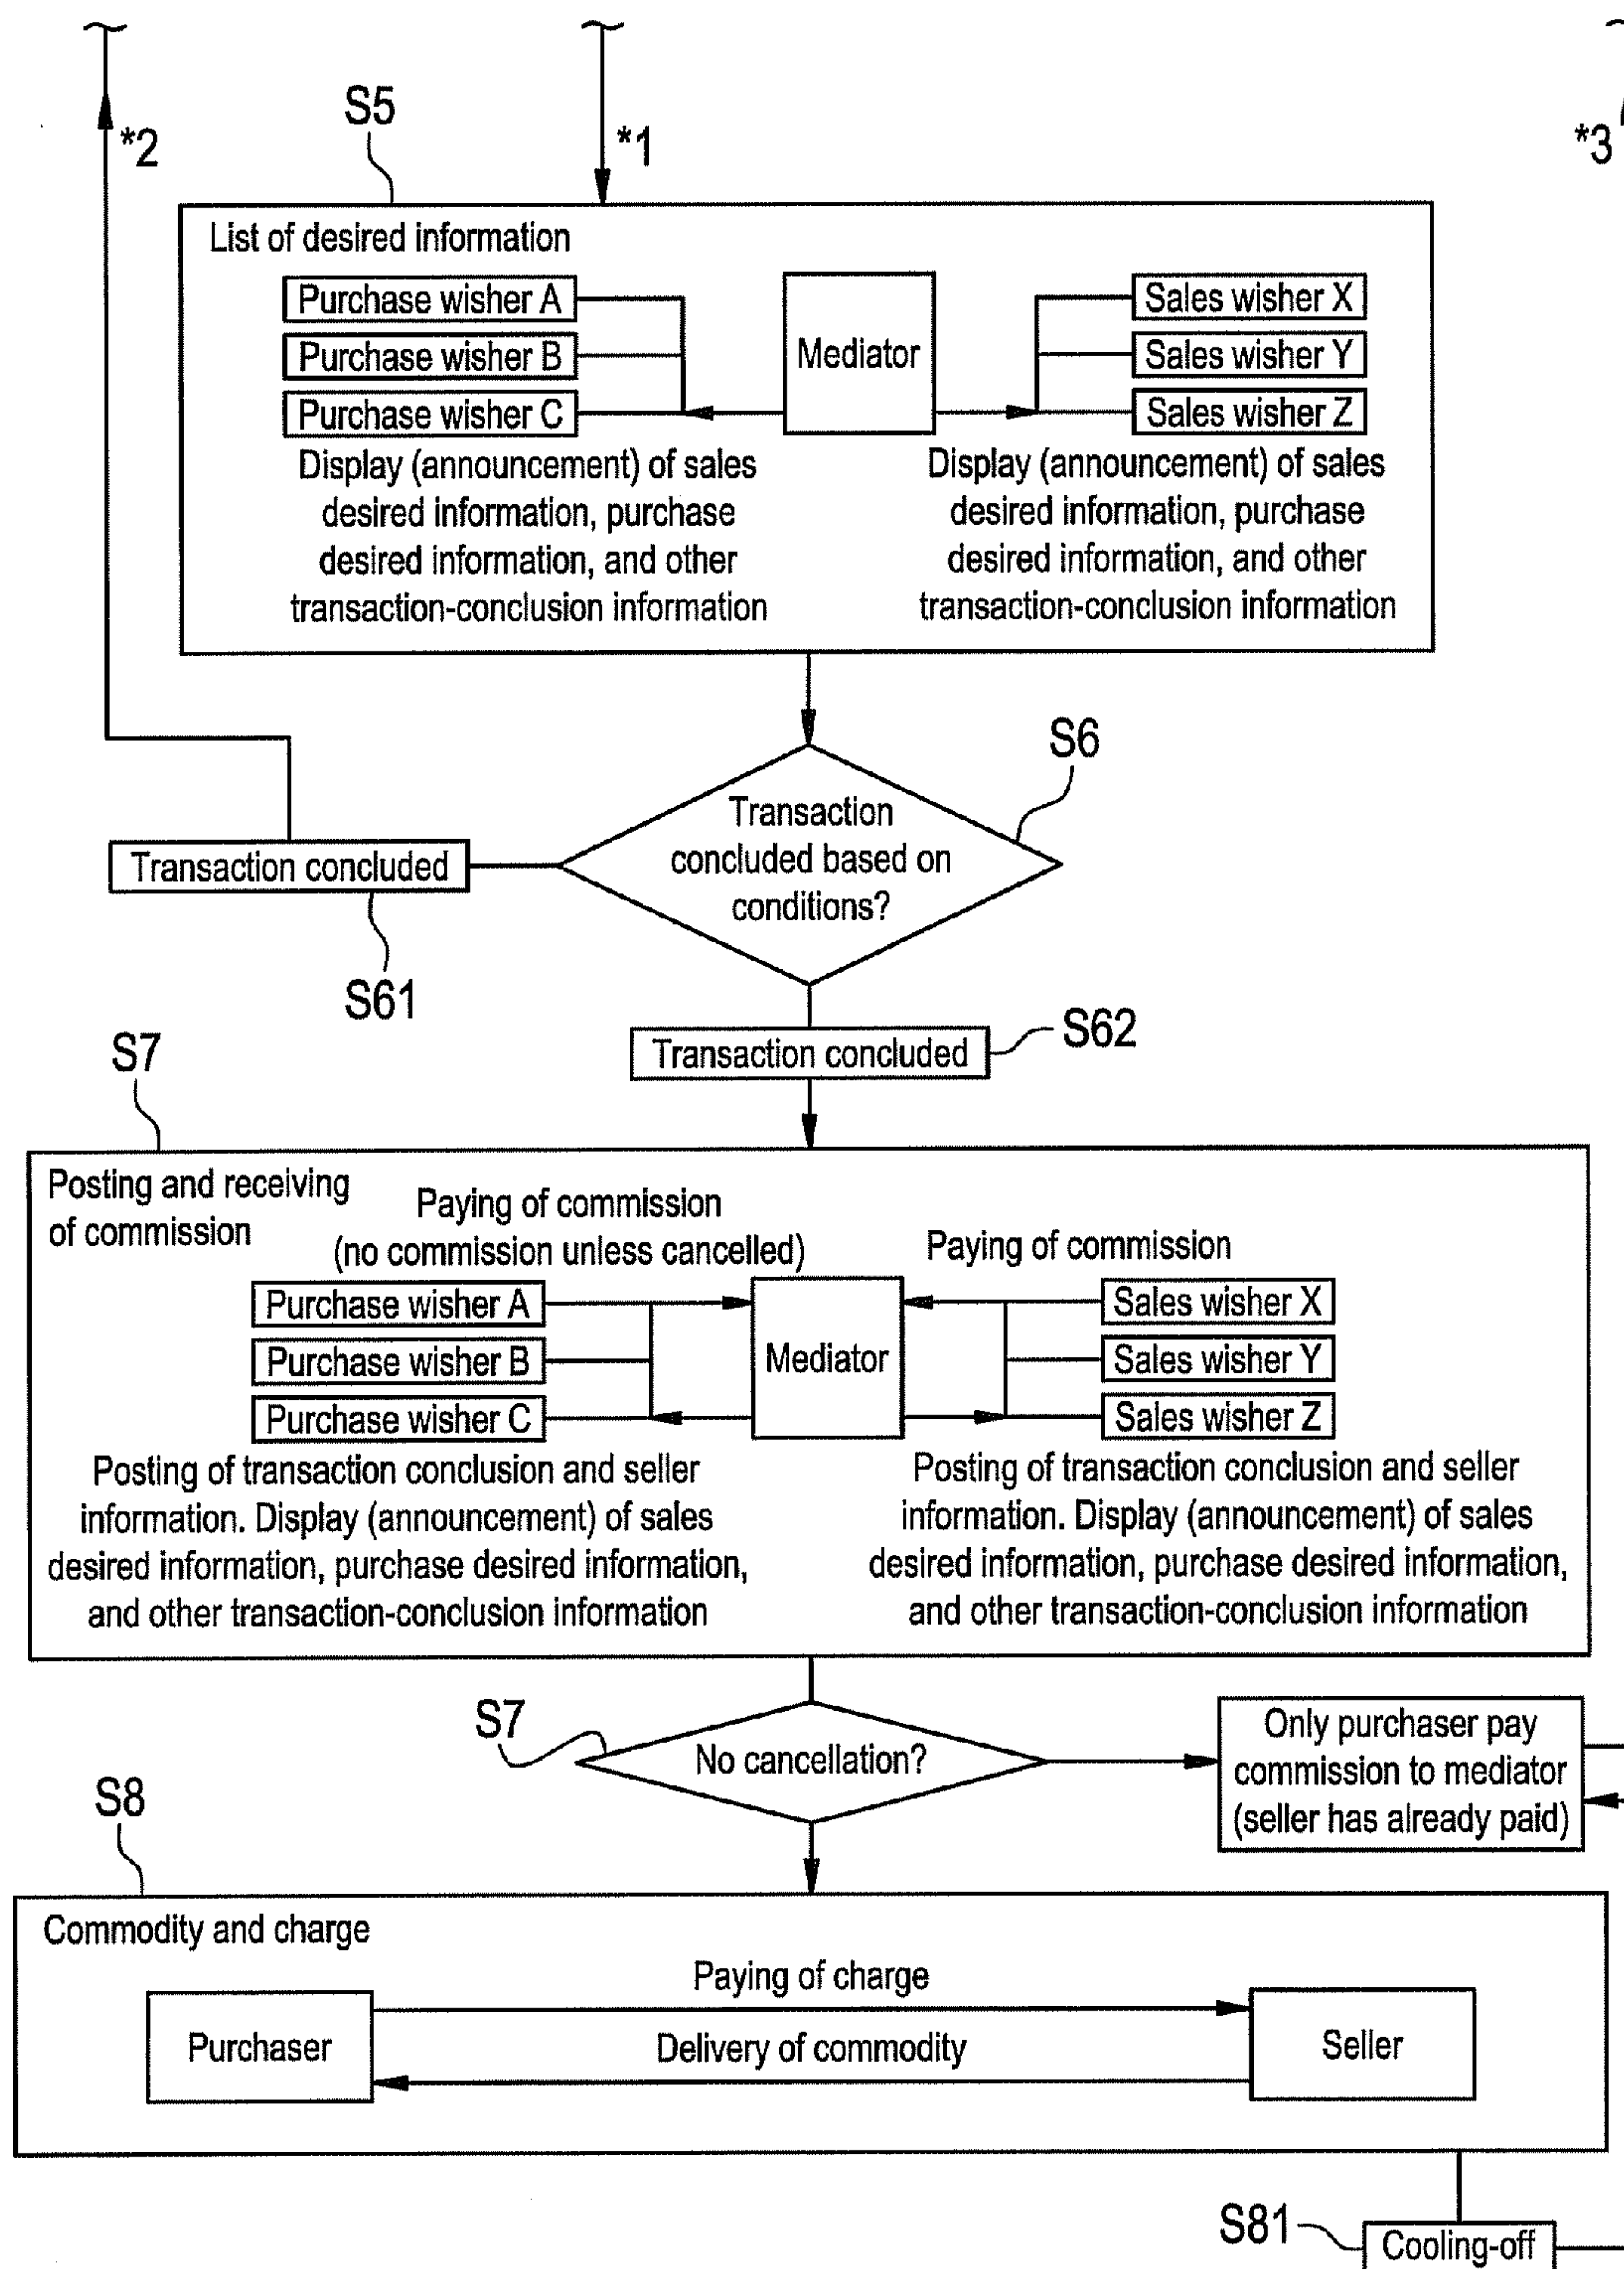 *2
S5
*1
*3
List of desired information
Purchase wisher A
Purchase wisher B
Purchase wisher C
Mediator
Sales wisher X
Sales wisher Y
Sales wisher Z
Display (announcement) of sales
desired information, purchase
desired information, and other
transaction-conclusion information
Display (announcement) of sales
desired information, purchase
desired information, and other
transaction-conclusion information
S6
Transaction
concluded based on
conditions?
Transaction concluded
S61
Transaction concluded
S62
S7
Posting and receiving
of commission
Paying of commission
(no commission unless cancelled)
Paying of commission
Purchase wisher A
Purchase wisher B
Purchase wisher C
Mediator
Sales wisher X
Sales wisher Y
Sales wisher Z
Posting of transaction conclusion and seller
information. Display (announcement) of sales
desired information, purchase desired information,
and other transaction-conclusion information
Posting of transaction conclusion and seller
information. Display (announcement) of sales
desired information, purchase desired information,
and other transaction-conclusion information
S7
No cancellation?
Only purchaser pay
commission to mediator
(seller has already paid)
S8
Commodity and charge
Paying of charge
Purchaser
Delivery of commodity
Seller
S81
Cooling-off